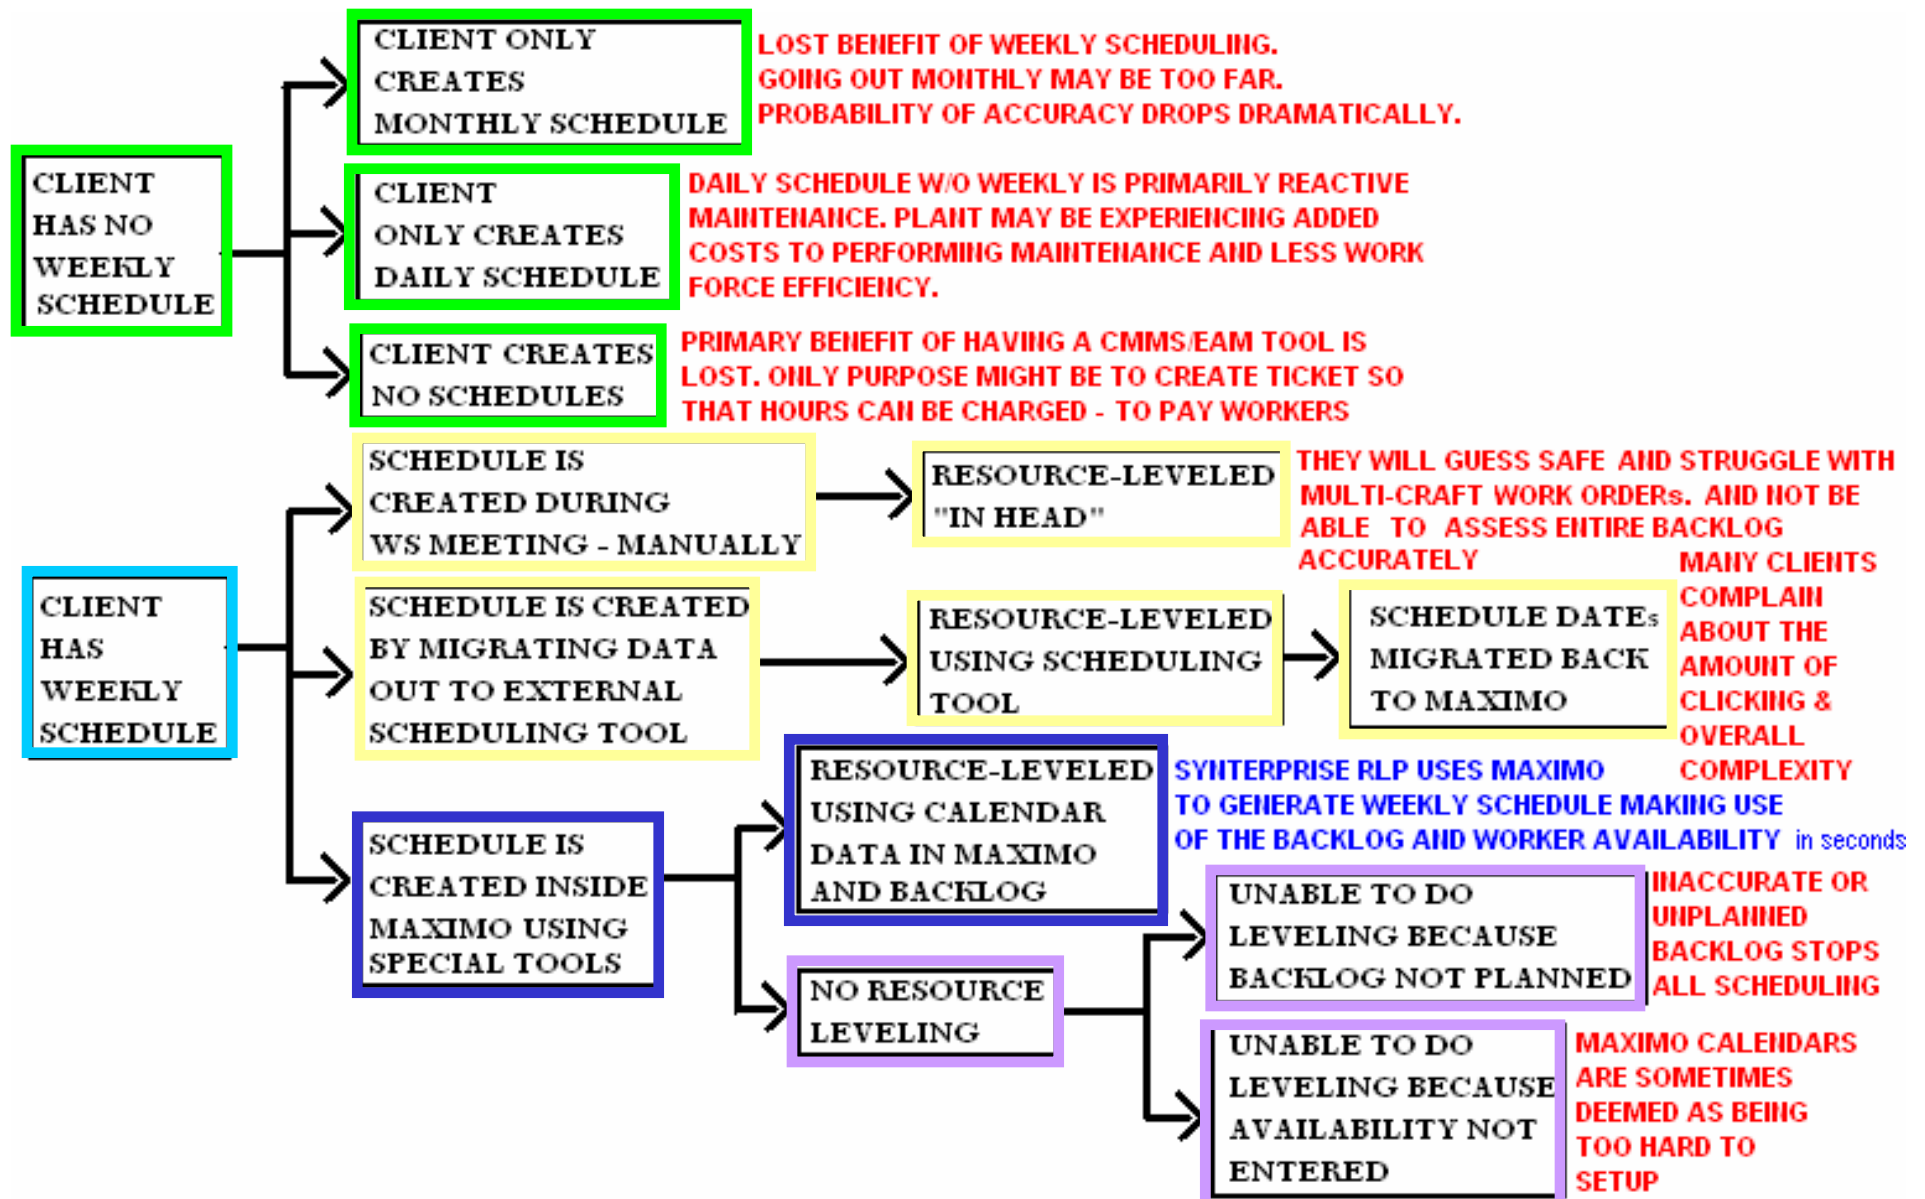 CLIENT ONLY
CREATES
MONTHLY SCHEDULE
LOST BENEFIT OF WEEKLY SCHEDULING.
GOING OUT MONTHLY MAY BE TOO FAR.
PROBABILITY OF ACCURACY DROPS DRAMATICALLY.
CLIENT
HAS NO
WEEKLY
SCHEDULE
CLIENT
ONLY CREATES
DAILY SCHEDULE
DAILY SCHEDULE W/O WEEKLY IS PRIMARILY REACTIVE
MAINTENANCE. PLANT MAY BE EXPERIENCING ADDED
COSTS TO PERFORMING MAINTENANCE AND LESS WORK
FORCE EFFICIENCY.
CLIENT CREATES
NO SCHEDULES
PRIMARY BENEFIT OF HAVING A CMMS/EAM TOOL IS
LOST. ONLY PURPOSE MIGHT BE TO CREATE TICKET SO
THAT HOURS CAN BE CHARGED - TO PAY WORKERS
SCHEDULE IS
CREATED DURING
WS MEETING - MANUALLY
RESOURCE-LEVELED
"IN HEAD"
THEY WILL GUESS SAFE AND STRUGGLE WITH
MULTI-CRAFT WORK ORDERs. AND NOT BE
ABLE TO ASSESS ENTIRE BACKLOG
ACCURATELY
CLIENT
HAS
WEEKLY
SCHEDULE
SCHEDULE IS CREATED
BY MIGRATING DATA
OUT TO EXTERNAL
SCHEDULING TOOL
RESOURCE-LEVELED
USING SCHEDULING
TOOL
SCHEDULE DATEs
MIGRATED BACK
TO MAXIMO
MANY CLIENTS
COMPLAIN
ABOUT THE
AMOUNT OF
CLICKING &
OVERALL
COMPLEXITY
SCHEDULE IS
CREATED INSIDE
MAXIMO USING
SPECIAL TOOLS
RESOURCE-LEVELED
USING CALENDAR
DATA IN MAXIMO
AND BACKLOG
SYNTERPRISE RLP USES MAXIMO
TO GENERATE WEEKLY SCHEDULE MAKING USE
OF THE BACKLOG AND WORKER AVAILABILITY in seconds
NO RESOURCE
LEVELING
UNABLE TO DO
LEVELING BECAUSE
BACKLOG NOT PLANNED
INACCURATE OR
UNPLANNED
BACKLOG STOPS
ALL SCHEDULING
UNABLE TO DO
LEVELING BECAUSE
AVAILABILITY NOT
ENTERED
MAXIMO CALENDARS
ARE SOMETIMES
DEEMED AS BEING
TOO HARD TO
SETUP